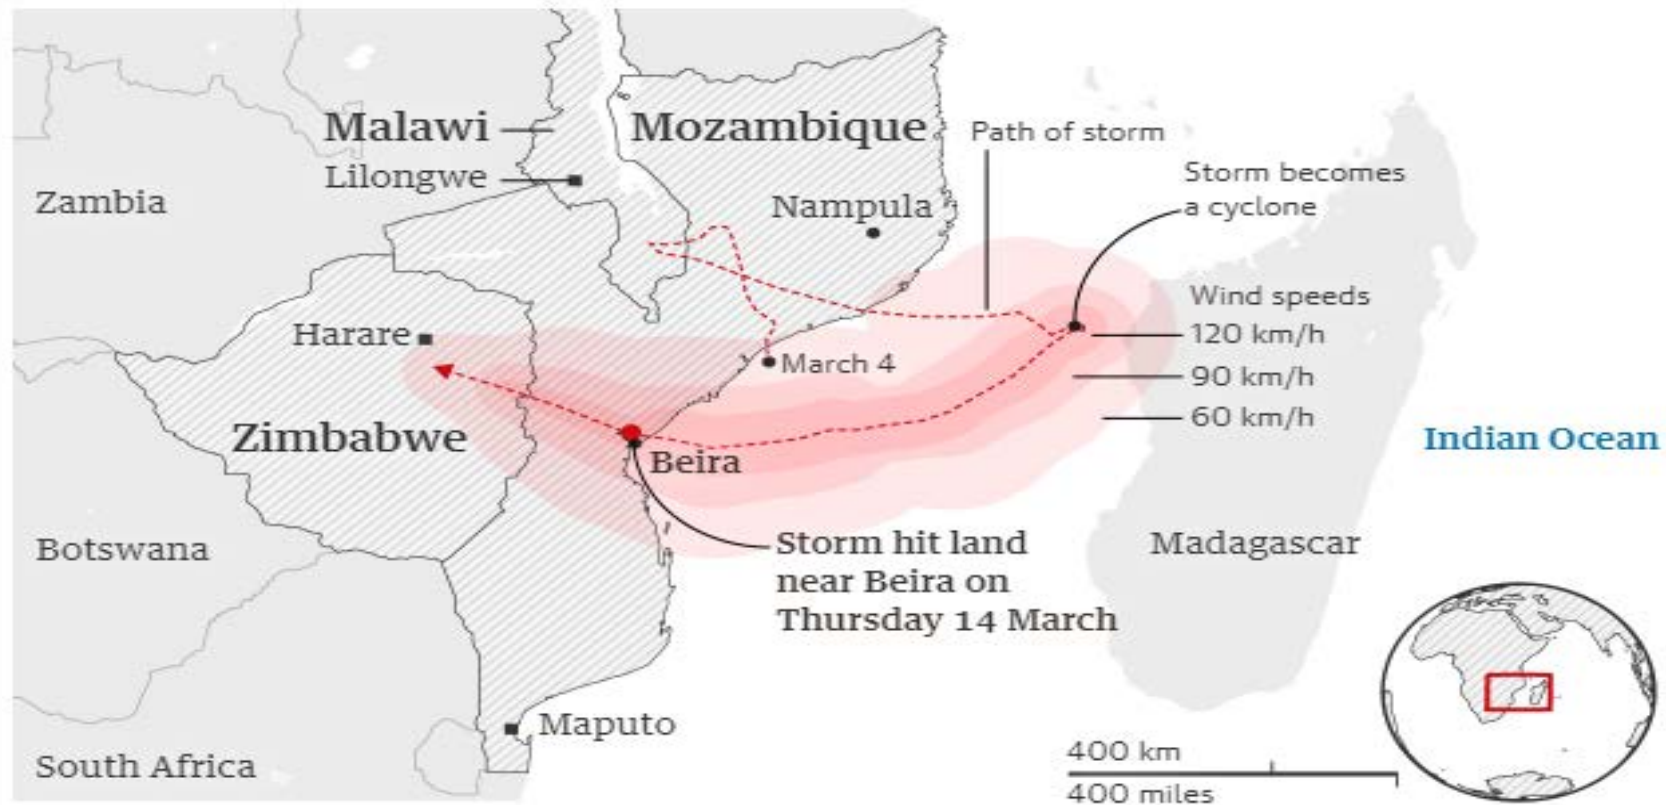 Malawi
Mozambique
Path of storm
Lilongwe
Storm becomes
a cyclone
Zambia
Nampula
Wind speeds
Harare
120 km/h
March 4
90 km/h
60 km/h
Zimbabwe
Indian Ocean
Beira
Botswana
Storm hit land
near Beira on
Thursday 14 March
Madagascar
Maputo
South Africa
400 km
400 miles